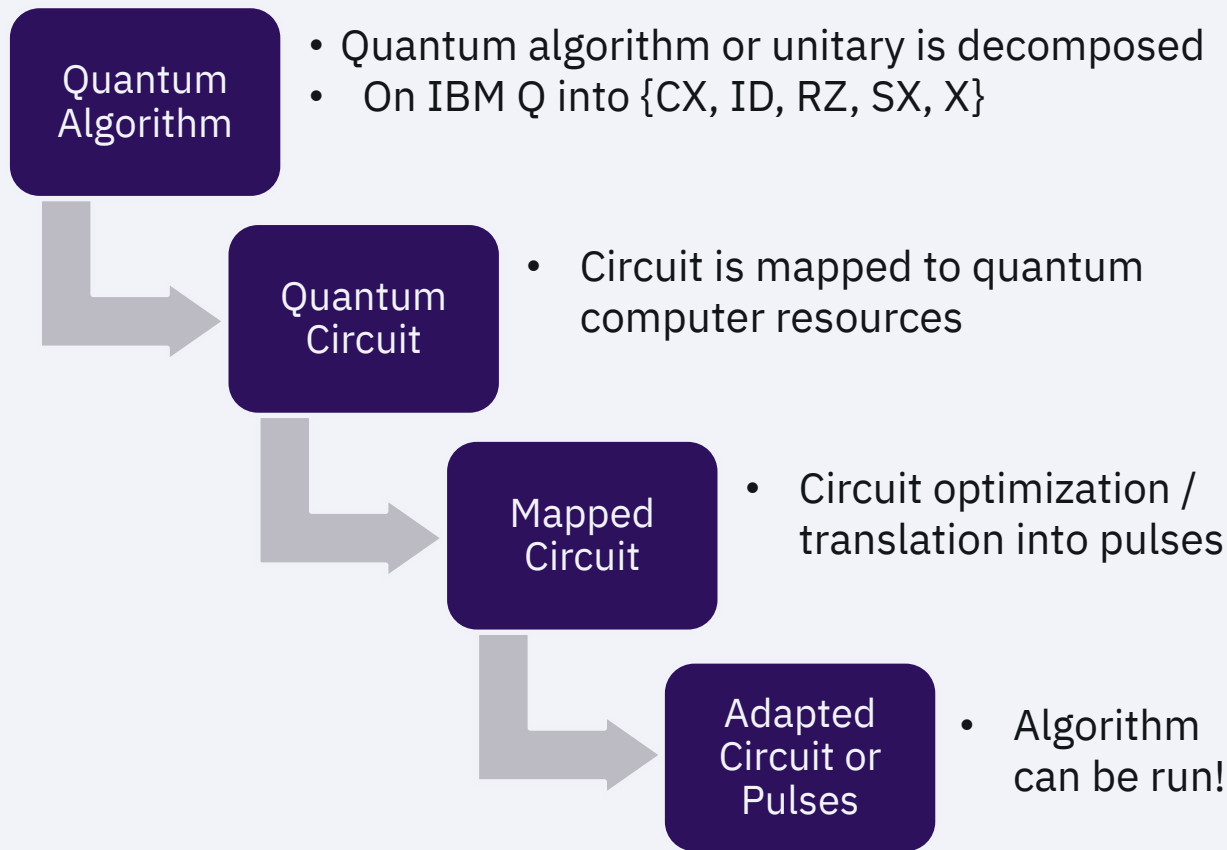 Quantum
Algorithm
• Quantum algorithm or unitary is decomposed
• On IBM Q into {CX, ID, RZ, SX, X}
Quantum
Circuit
• Circuit is mapped to quantum
computer resources
Mapped
Circuit
• Circuit optimization /
translation into pulses
Adapted
Circuit or
Pulses
• Algorithm
can be run!